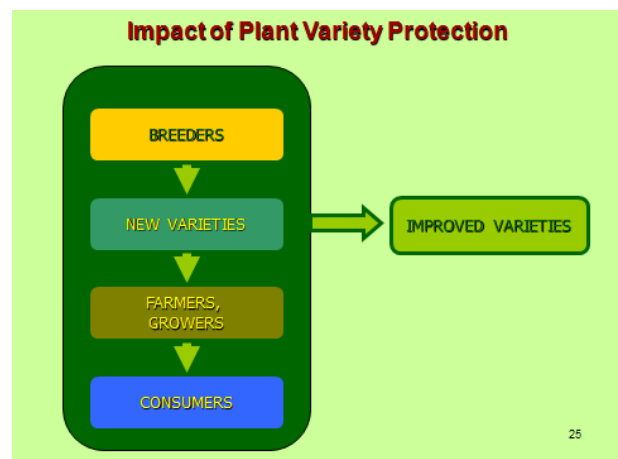 Impact of Plant Variety Protection
BREEDERS
NEW VARIETIES
IMPROVED VARIETIES
FARMERS,
GROWERS
CONSUMERS
25